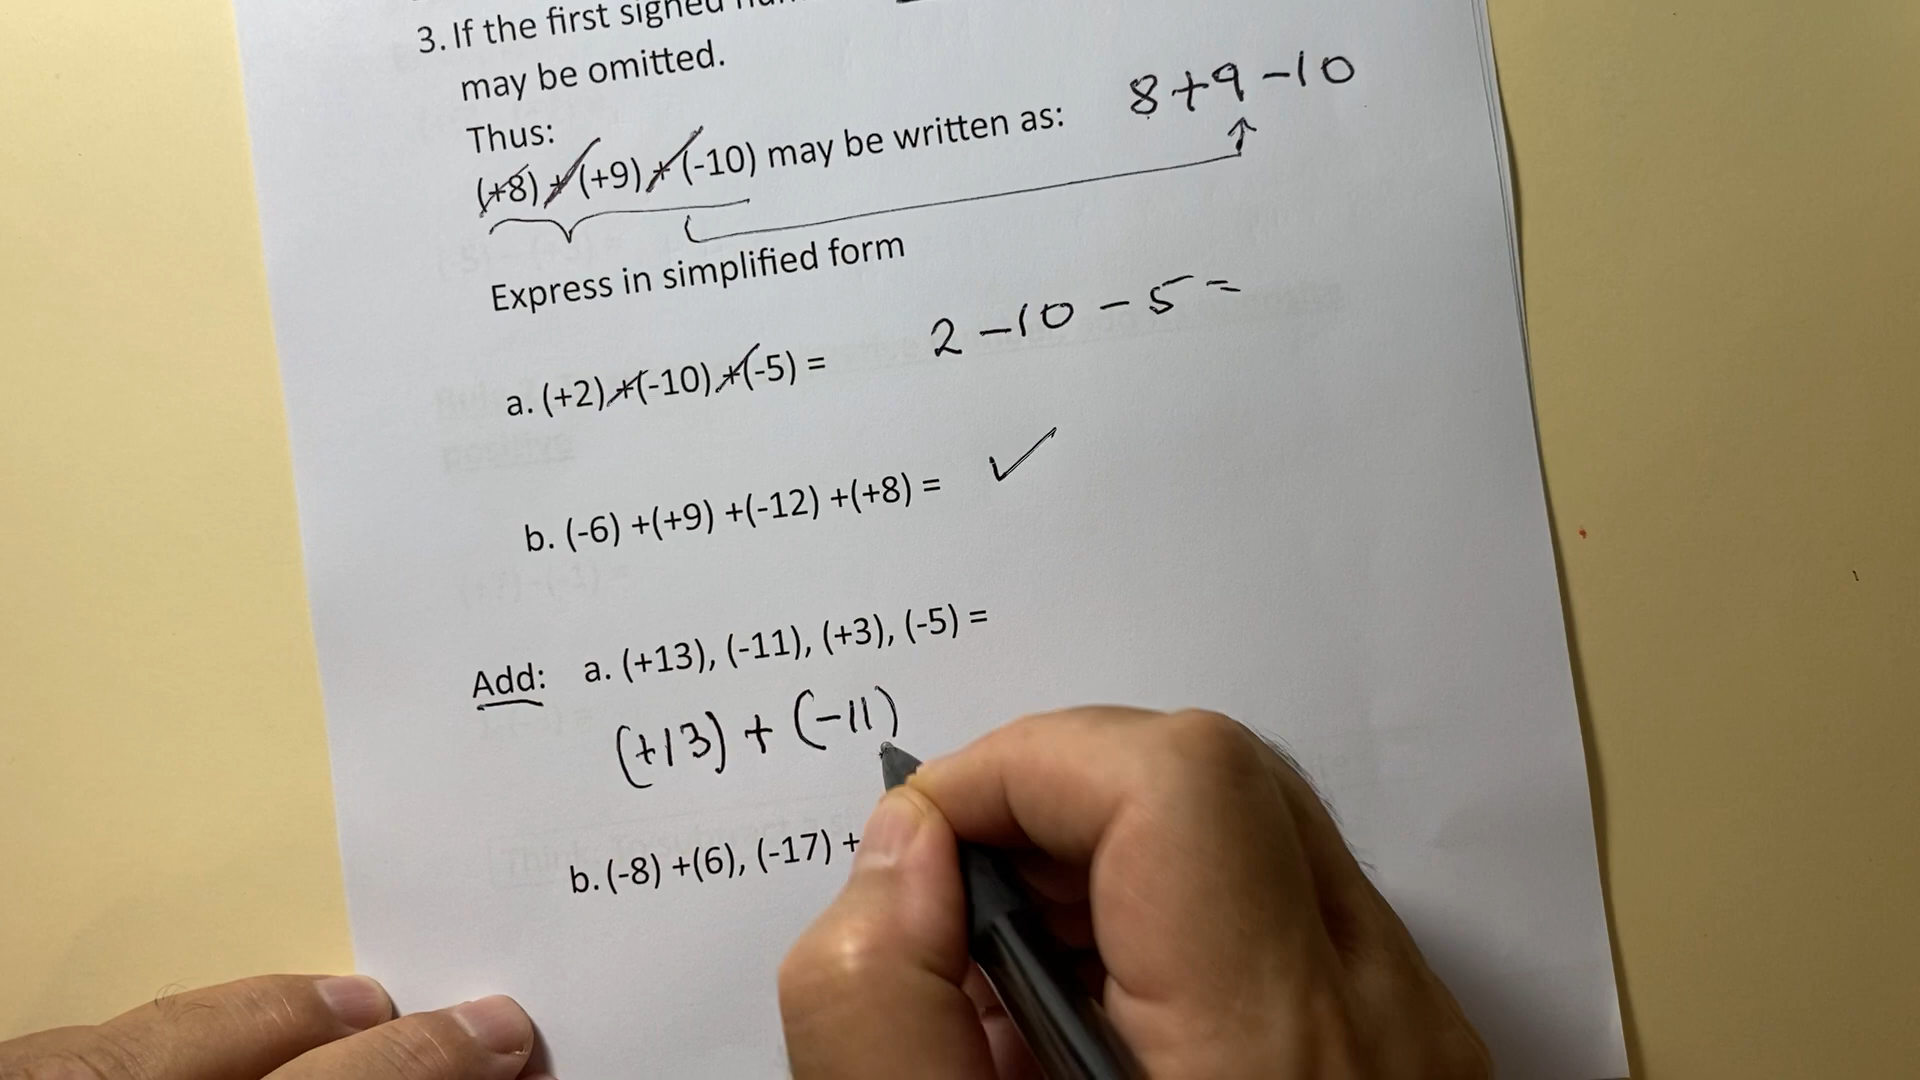 3. If the first signed
may be omitted.
Thus:
(+8) + (+9) + (-10) may be written as: 8+9-10
Express in simplified form
a. (+2) +(-10) +(-5) = 2-10-5=
b. (-6) +(+9) +(-12) +(+8) = ✓
Add: a. (+13), (-11), (+3), (-5) =
(+13) + (-11)
b. (-8) +(6), (-17) +